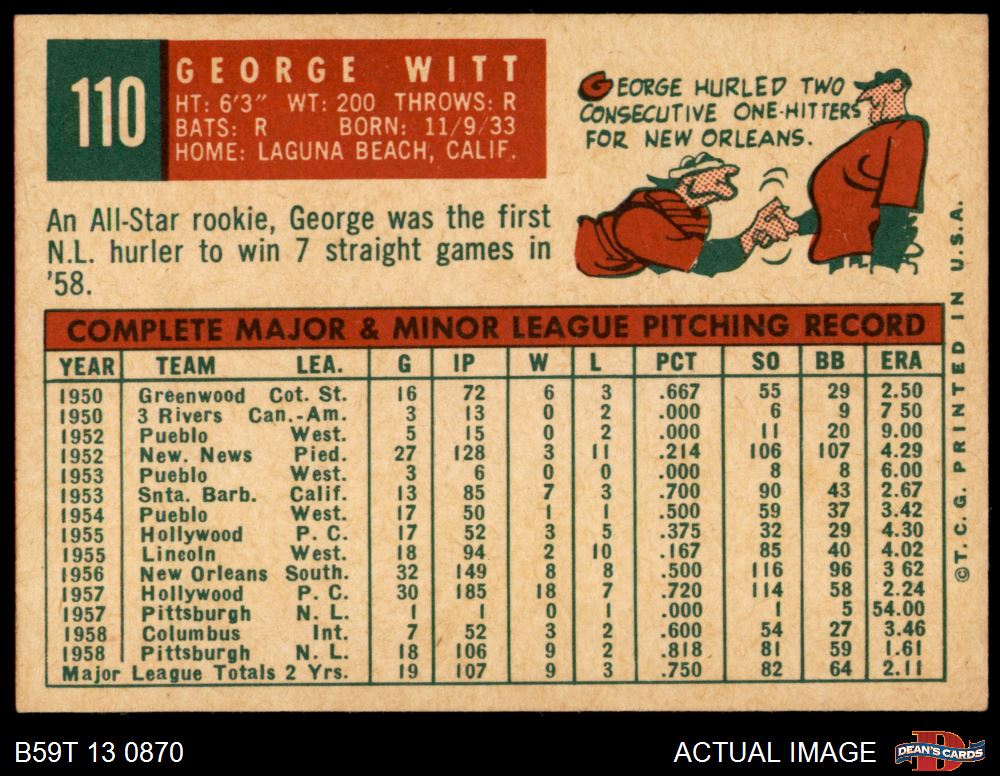 110
GEORGE WITT
HT: 6'3" WT: 200 THROWS: R
BATS: R BORN: 11/9/33
HOME: LAGUNA BEACH, CALIF.
GEORGE HURLED TWO
CONSECUTIVE ONE-HITTERS
FOR NEW ORLEANS.
An All-Star rookie, George was the first
N.L. hurler to win 7 straight games in
'58.
COMPLETE MAJOR & MINOR LEAGUE PITCHING RECORD
YEAR TEAM LEA. G IP W L PCT SO BB ERA
1950 Greenwood Cot. St. 16 72 6 3 .667 55 29 2.50
1950 3 Rivers Can.-Am. 3 13 0 2 .000 6 9 7 50
1952 Pueblo West. 5 15 0 2 .000 11 20 9.00
1952 New. News Pied. 27 128 3 11 .214 106 107 4.29
1953 Pueblo West. 3 6 0 0 .000 8 8 6.00
1953 Snta. Barb. Calif. 13 85 7 3 .700 90 43 2.67
1954 Pueblo West. 17 50 1 1 .500 59 37 3.42
1955 Hollywood P. C. 17 52 3 5 .375 32 29 4.30
1955 Lincoln West. 18 94 2 10 .167 85 40 4.02
1956 New Orleans South. 32 149 8 8 .500 116 96 3 62
1957 Hollywood P. C. 30 185 18 7 .720 114 58 2.24
1957 Pittsburgh N. L. 1 1 0 1 .000 1 5 54.00
1958 Columbus Int. 7 52 3 2 .600 54 27 3.46
1958 Pittsburgh N. L. 18 106 9 2 .818 81 59 1.61
Major League Totals 2 Yrs. 19 107 9 3 .750 82 64 2.11
©T. C. G. PRINTED IN U.S.A.
B59T 13 0870
ACTUAL IMAGE
D
DEAN'S CARDS